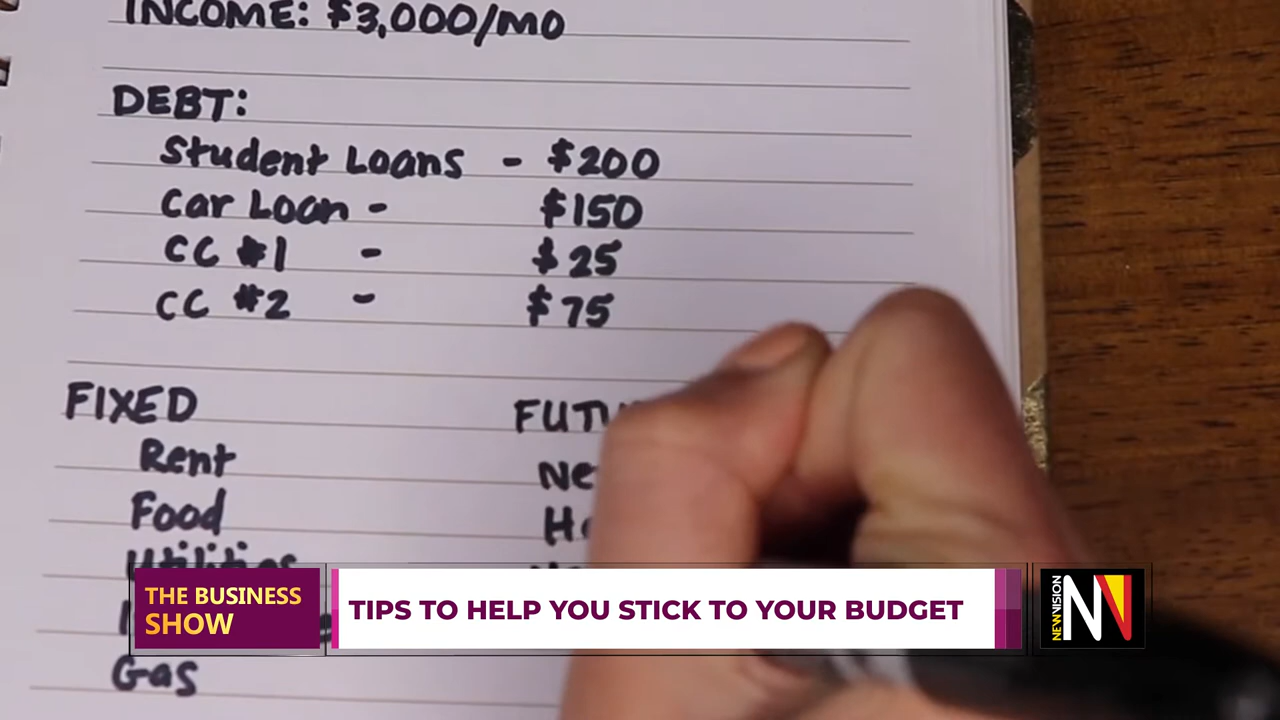 INCOME: $3,000/MO
DEBT:
Student Loans - $200
Car Loan - $150
CC #1 - $25
CC #2 - $75
FIXED
Rent
Food
Utilities
Gas
THE BUSINESS
SHOW
TIPS TO HELP YOU STICK TO YOUR BUDGET
NEW VISION
N